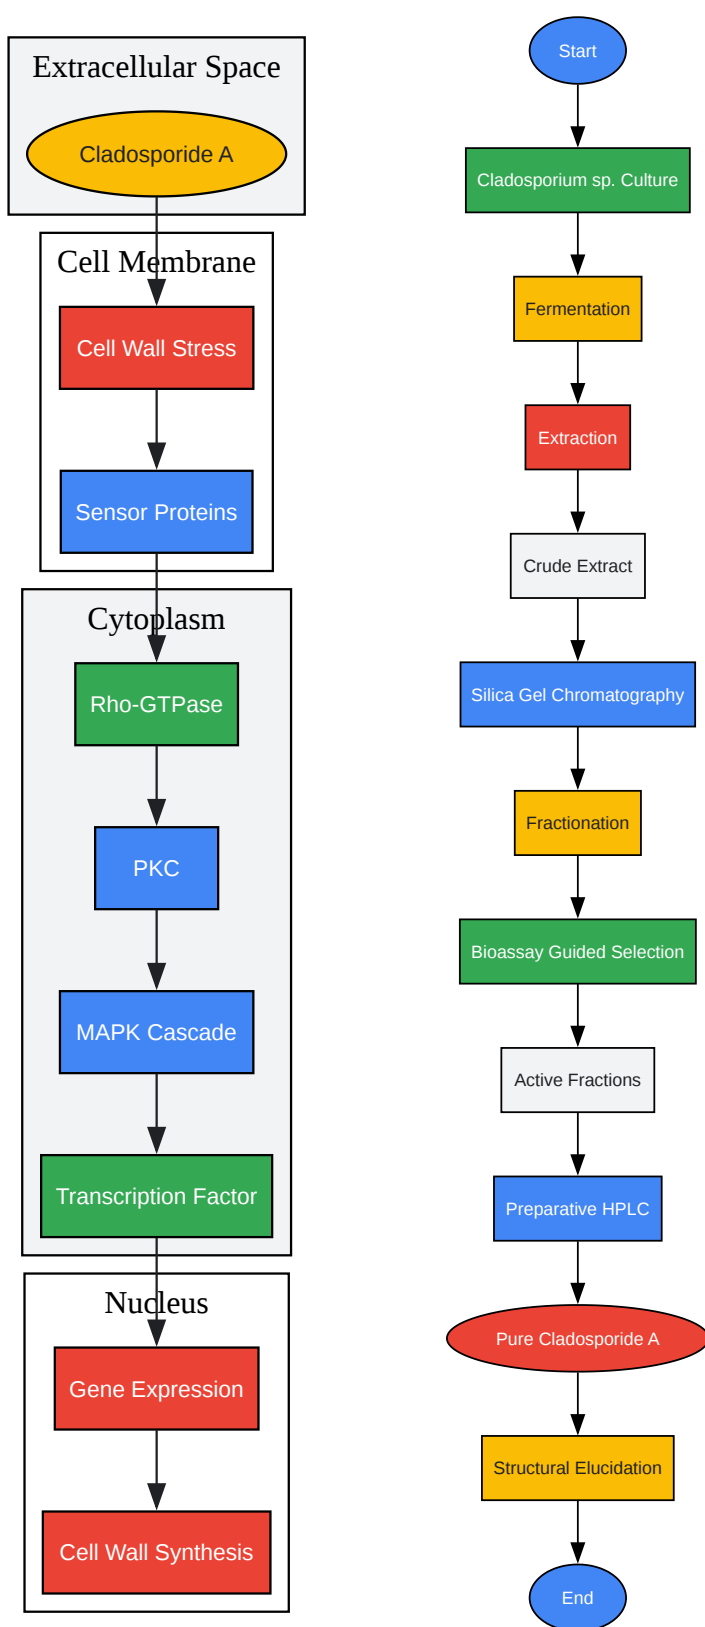 Extracellular Space
Cladosporide A
Cell Membrane
Cell Wall Stress
Sensor Proteins
Cytoplasm
Rho-GTPase
PKC
MAPK Cascade
Transcription Factor
Nucleus
Gene Expression
Cell Wall Synthesis
Start
Cladosporium sp. Culture
Fermentation
Extraction
Crude Extract
Silica Gel Chromatography
Fractionation
Bioassay Guided Selection
Active Fractions
Preparative HPLC
Pure Cladosporide A
Structural Elucidation
End